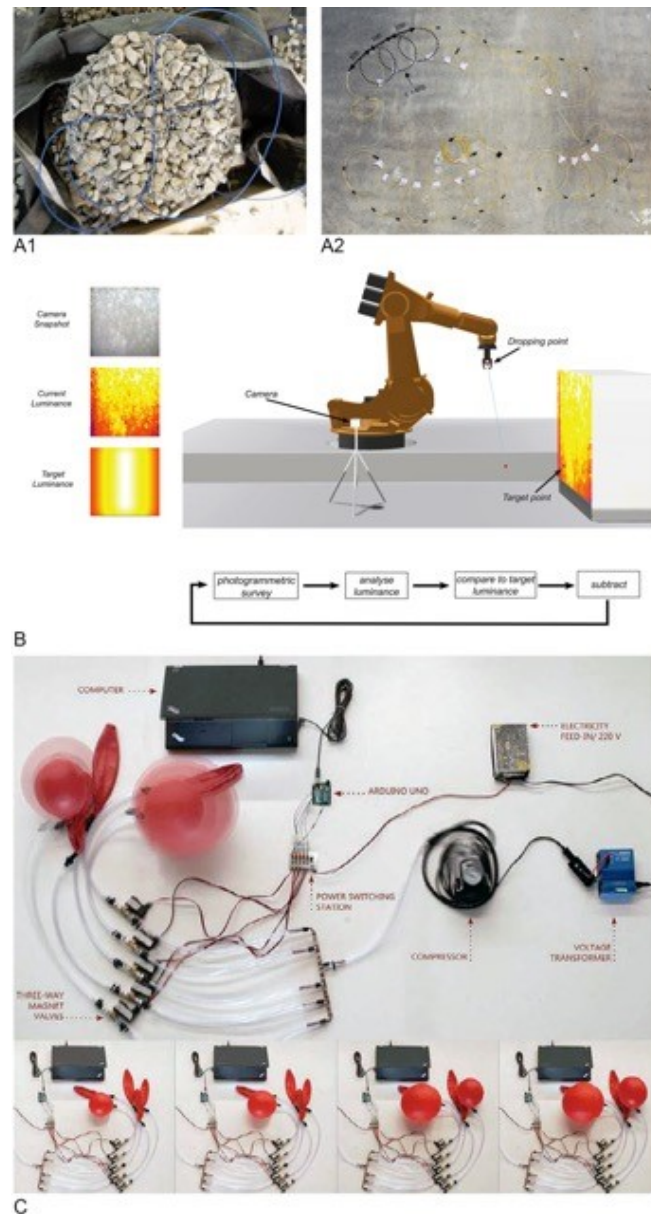 A1
A2
Camera
Snapshot
Current
Luminance
Target
Luminance
Camera
Dropping point
Target point
photogrammetric
survey
analyse
luminance
compare to target
luminance
subtract
B
COMPUTER
ELECTRICITY
FEED-IN/ 220 V
ARDUINO UNO
POWER SWITCHING
STATION
COMPRESSOR
VOLTAGE
TRANSFORMER
THREE-WAY
MAGNET
VALVES
C